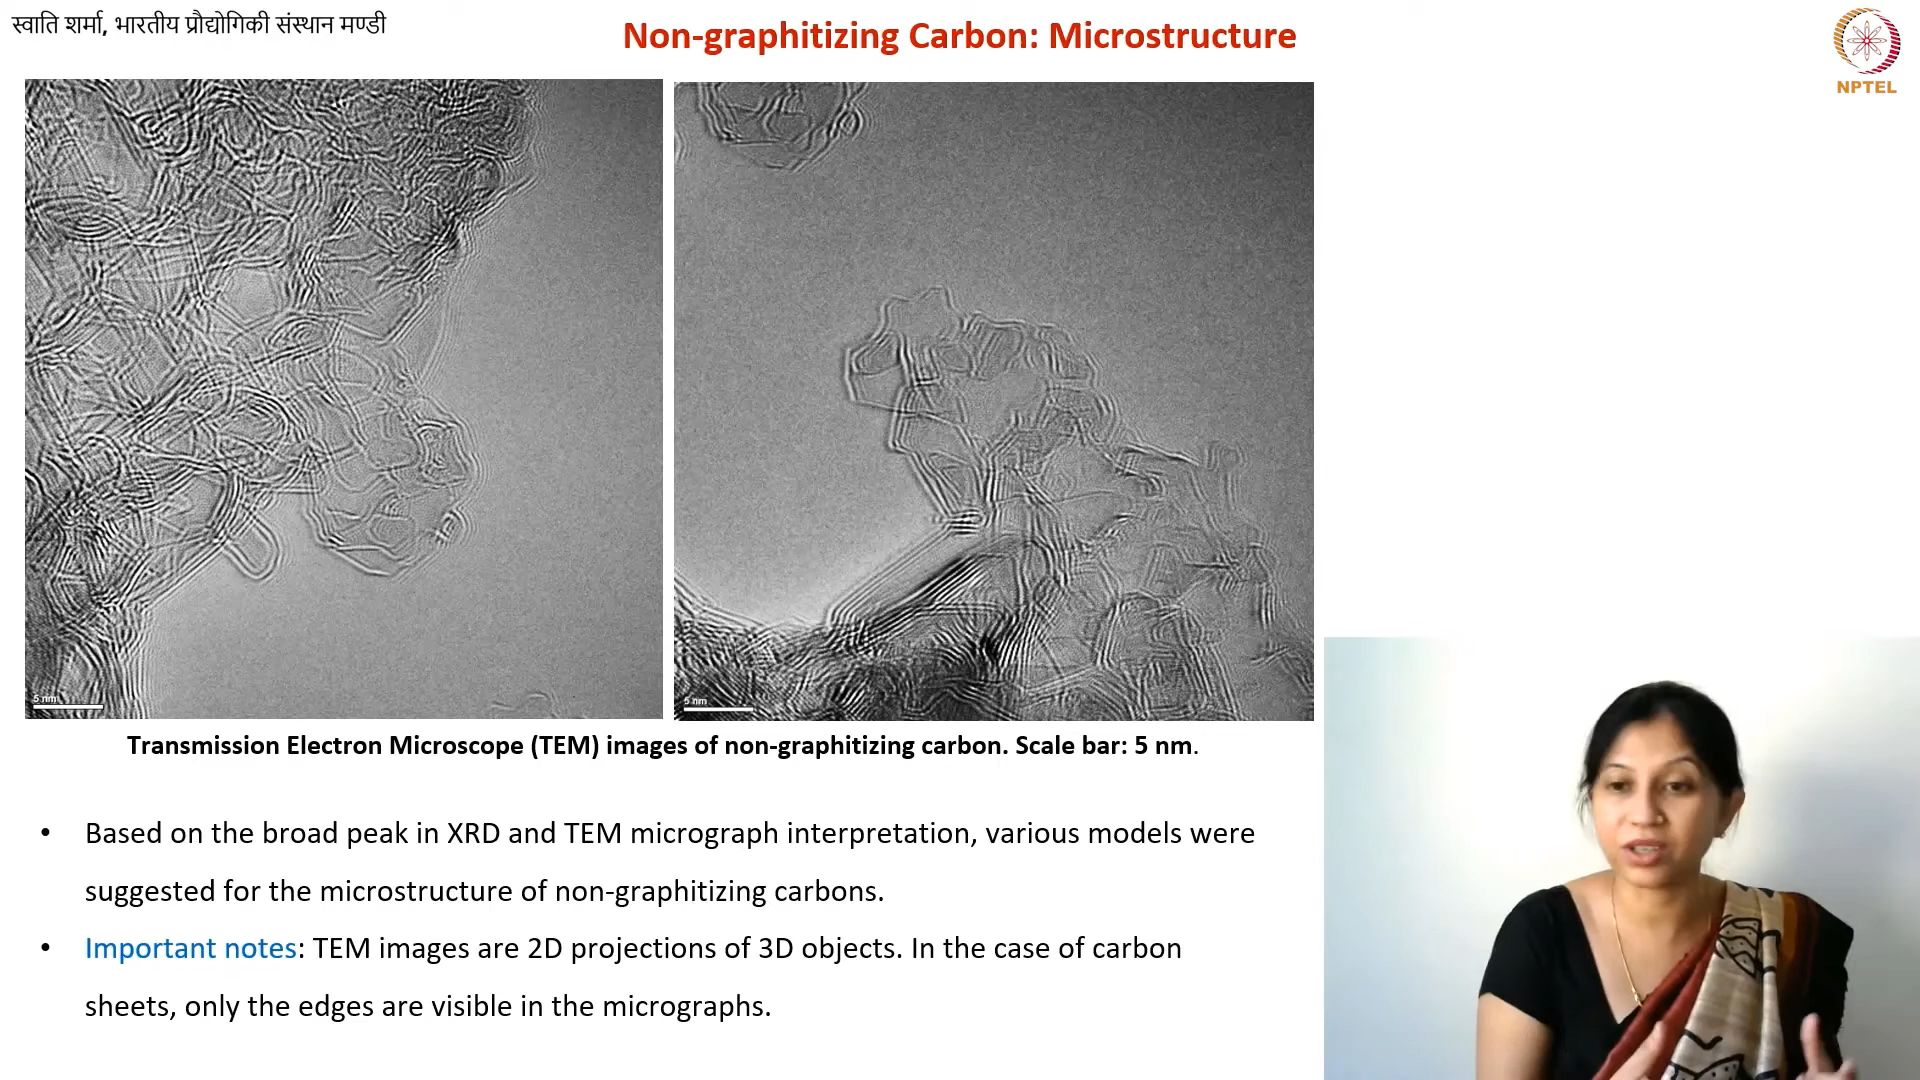 स्वाति शर्मा, भारतीय प्रौद्योगिकी संस्थान मण्डी
Non-graphitizing Carbon: Microstructure
NPTEL
5 nm
5 nm
Transmission Electron Microscope (TEM) images of non-graphitizing carbon. Scale bar: 5 nm.
• Based on the broad peak in XRD and TEM micrograph interpretation, various models were
suggested for the microstructure of non-graphitizing carbons.
• Important notes: TEM images are 2D projections of 3D objects. In the case of carbon
sheets, only the edges are visible in the micrographs.